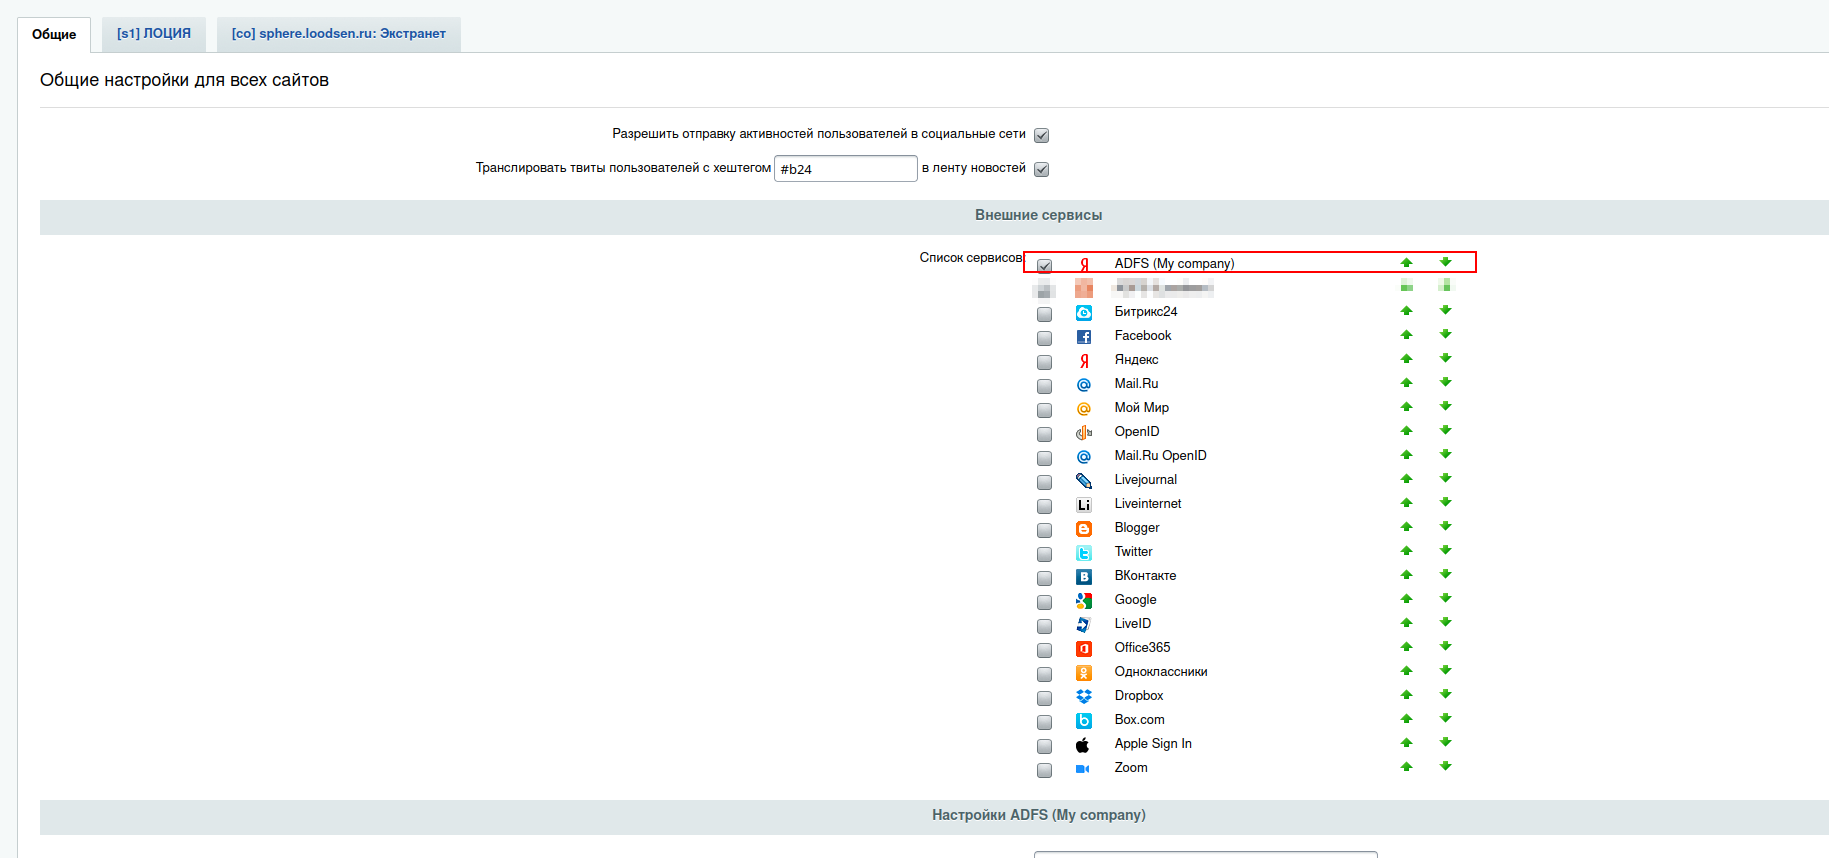 Общие [s1] ЛОЦИЯ [co] sphere.loodsen.ru: Экстранет
Общие настройки для всех сайтов
Разрешить отправку активностей пользователей в социальные сети
Транслировать твиты пользователей с хештегом #b24 в ленту новостей
Внешние сервисы
Список сервисов: ADFS (My company)
Битрикс24
Facebook
Яндекс
Mail.Ru
Мой Мир
OpenID
Mail.Ru OpenID
Livejournal
Liveinternet
Blogger
Twitter
ВКонтакте
Google
LiveID
Office365
Одноклассники
Dropbox
Box.com
Apple Sign In
Zoom
Настройки ADFS (My company)